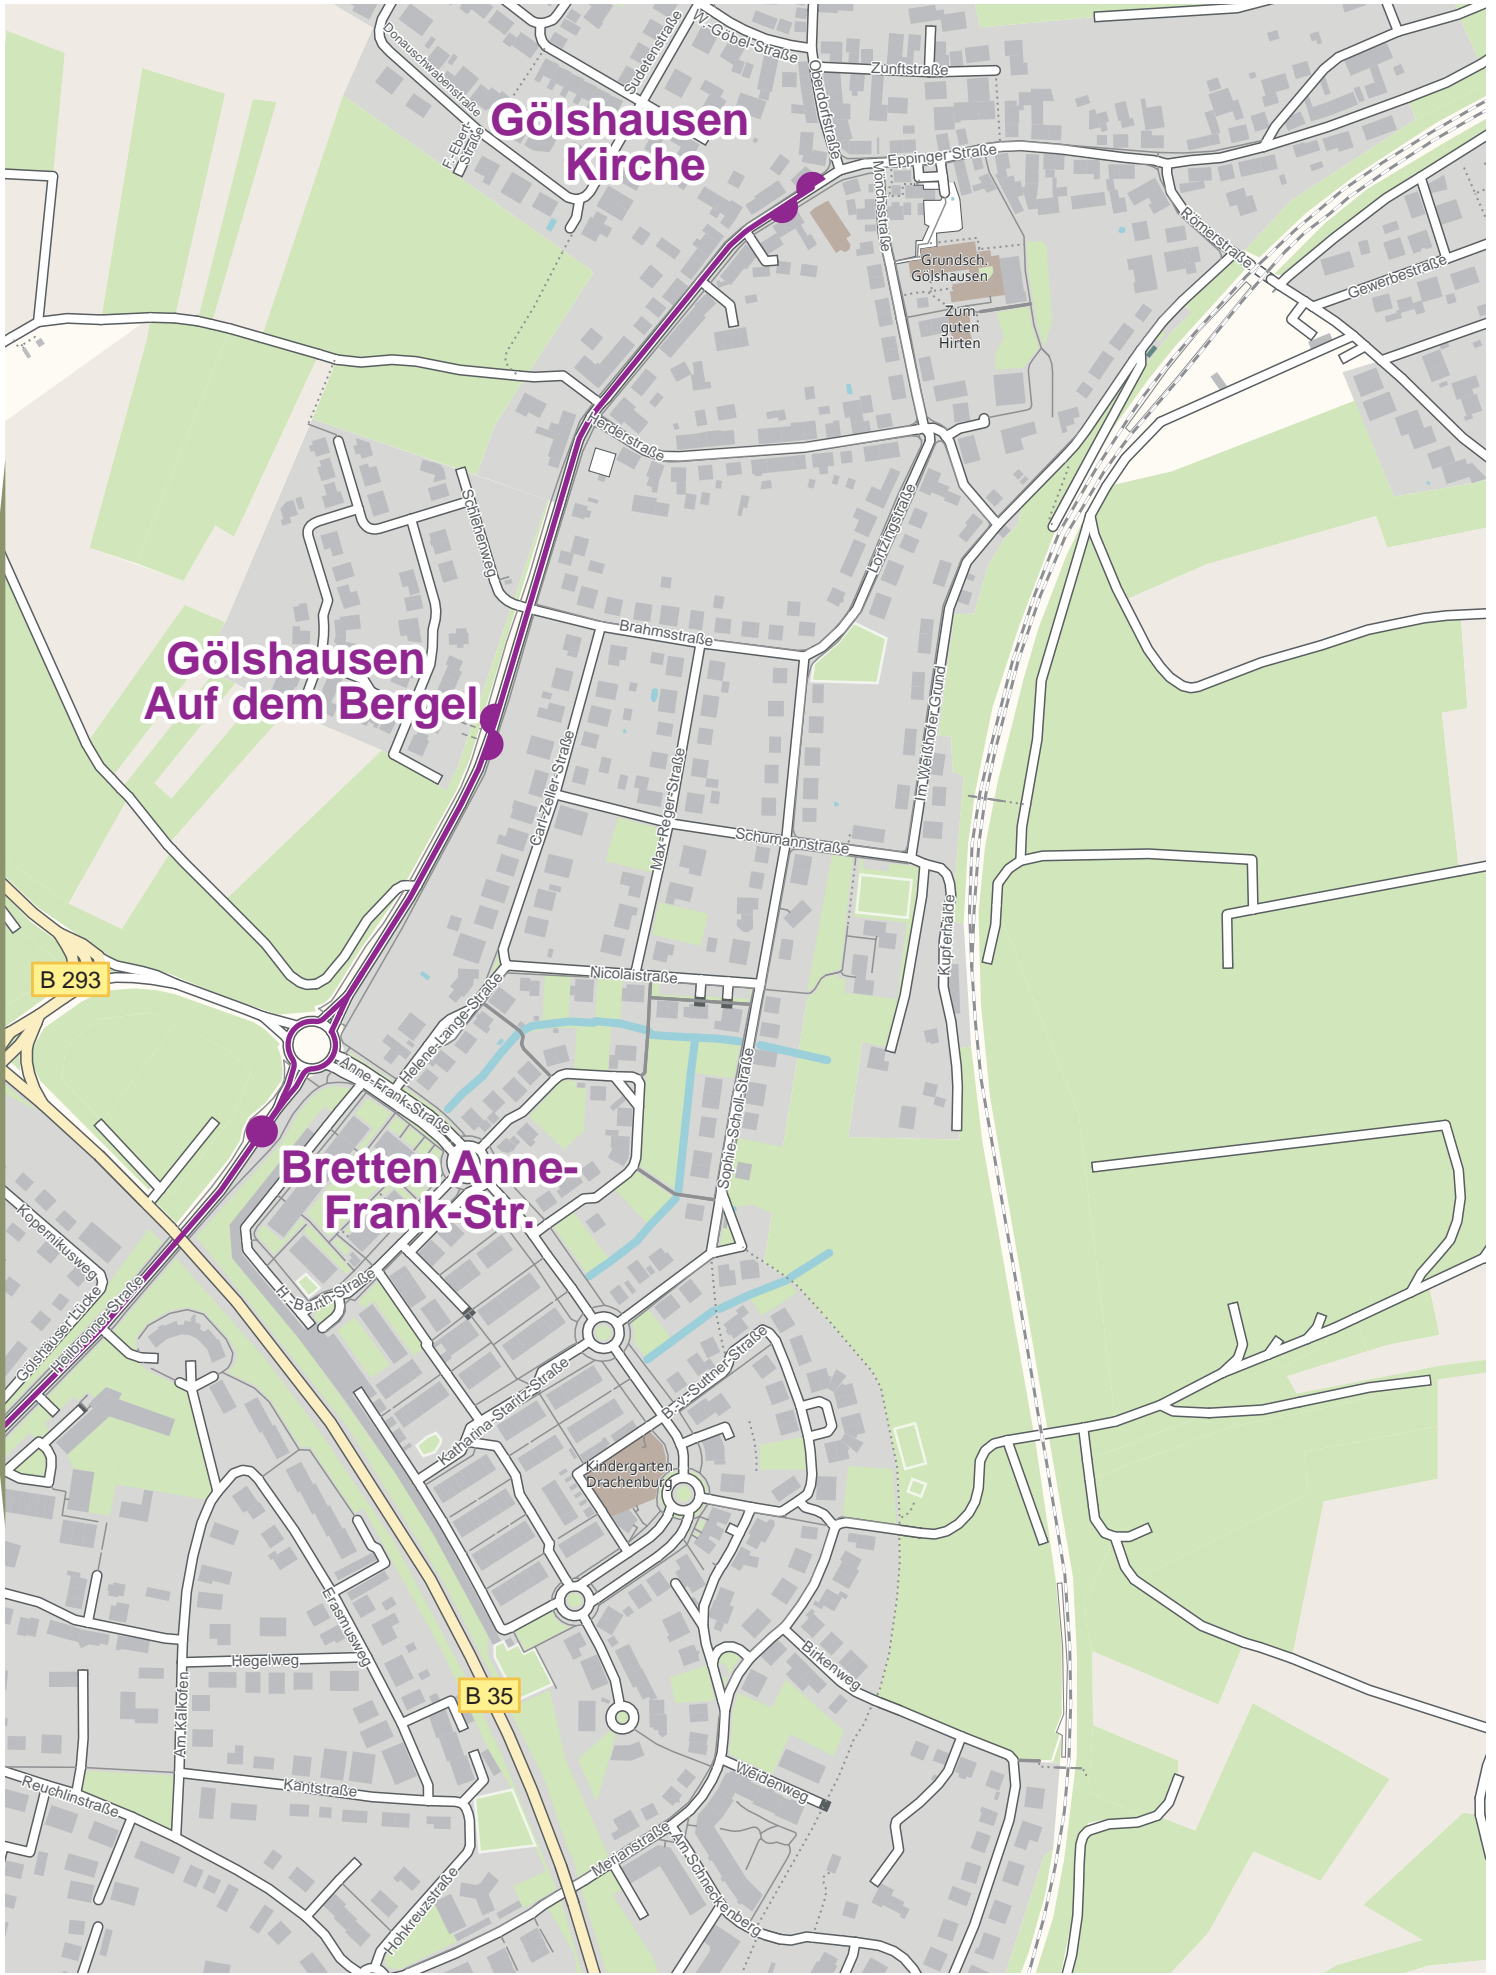 Donauschwabenstraße
Sudetenstraße
W.-Göbel-Straße
Oberdorfstraße
Zunftstraße
F.-Ebert-
Straße
Gölshausen
Kirche
Eppinger Straße
Mönchsstraße
Römerstraße
Gewerbestraße
Grundsch.
Gölshausen
Zum
guten
Hirten
Herderstraße
Schlehenweg
Lortzingstraße
Brahmsstraße
Gölshausen
Auf dem Bergel
Im Weißhofer Grund
Carl-Zeller-Straße
Max-Reger-Straße
Schumannstraße
Kupferhälde
B 293
Nicolaistraße
Helene-Lange-Straße
Anne-Frank-Straße
Sophie-Scholl-Straße
Bretten Anne-
Frank-Str.
Kopernikusweg
Gölshäuser Lücke
Heilbronner-Straße
H.-Barth-Straße
B.-v.-Suttner-Straße
Katharina-Staritz-Straße
Kindergarten
Drachenburg
Erasmusweg
Hegelweg
Am Kalkofen
B 35
Birkenweg
Weidenweg
Kantstraße
Reuchlinstraße
Merianstraße
Am Schneckenberg
Hohkreuzstraße